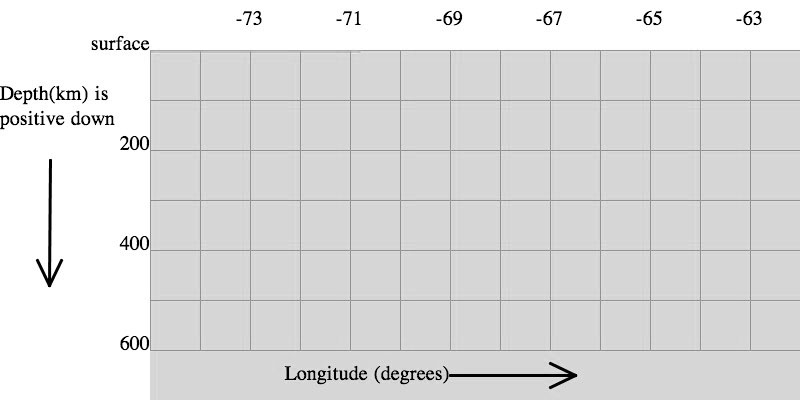 -73 -71 -69 -67 -65 -63
surface
Depth(km) is
positive down
200
400
600
Longitude (degrees)